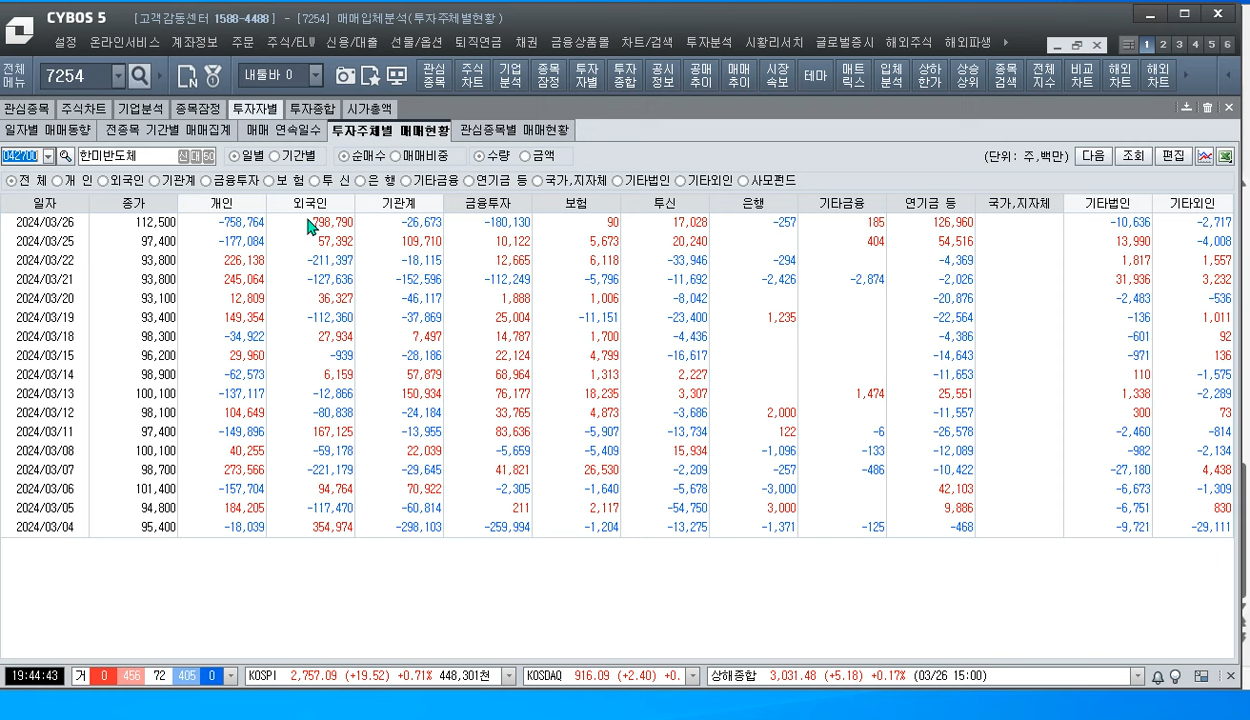 CYBOS 5 [고객감동센터 1588-4488] - [7254] 매매입체분석(투자주체별현황)
설정 온라인서비스 계좌정보 주문 주식/ELW 신용/대출 선물/옵션 퇴직연금 채권 금융상품몰 차트/검색 투자분석 시황리서치 글로벌증시 해외주식 해외파생 1 2 3 4 5 6
전체메뉴 7254 내툴바 0 관심종목 주식차트 기업분석 종목잠정 투자자별 투자종합 공시정보 공매추이 매매추이 시장속보 테마 매트릭스 입체분석 상하한가 상승상위 종목검색 전체지수 비교차트 해외차트 해외차트
관심종목 주식차트 기업분석 종목잠정 투자자별 투자종합 시가총액
일자별 매매동향 전종목 기간별 매매집계 매매 연속일수 투자주체별 매매현황 관심종목별 매매현황
042700 한미반도체 신 대 60 일별 기간별 순매수 매매비중 수량 금액 (단위: 주,백만) 다음 조회 편집
전 체 개 인 외국인 기관계 금융투자 보 험 투 신 은 행 기타금융 연기금 등 국가,지자체 기타법인 기타외인 사모펀드
일자 종가 개인 외국인 기관계 금융투자 보험 투신 은행 기타금융 연기금 등 국가,지자체 기타법인 기타외인
2024/03/26 112,500 -758,764 798,790 -26,673 -180,130 90 17,028 -257 185 126,960 -10,636 -2,717
2024/03/25 97,400 -177,084 57,392 109,710 10,122 5,673 20,240 404 54,516 13,990 -4,008
2024/03/22 93,800 226,138 -211,397 -18,115 12,665 6,118 -33,946 -294 -4,369 1,817 1,557
2024/03/21 93,800 245,064 -127,636 -152,596 -112,249 -5,796 -11,692 -2,426 -2,874 -2,026 31,936 3,232
2024/03/20 93,100 12,809 36,327 -46,117 1,888 1,006 -8,042 -20,876 -2,483 -536
2024/03/19 93,400 149,354 -112,360 -37,869 25,004 -11,151 -23,400 1,235 -22,564 -136 1,011
2024/03/18 98,300 -34,922 27,934 7,497 14,787 1,700 -4,436 -4,386 -601 92
2024/03/15 96,200 29,960 -939 -28,186 22,124 4,799 -16,617 -14,643 -971 136
2024/03/14 98,900 -62,573 6,159 57,879 68,964 1,313 2,227 -11,653 110 -1,575
2024/03/13 100,100 -137,117 -12,866 150,934 76,177 18,235 3,307 1,474 25,551 1,338 -2,289
2024/03/12 98,100 104,649 -80,838 -24,184 33,765 4,873 -3,686 2,000 -11,557 300 73
2024/03/11 97,400 -149,896 167,125 -13,955 83,636 -5,907 -13,734 122 -6 -26,578 -2,460 -814
2024/03/08 100,100 40,255 -59,178 22,039 -5,659 -5,409 15,934 -1,096 -133 -12,089 -982 -2,134
2024/03/07 98,700 273,566 -221,179 -29,645 41,821 26,530 -2,209 -257 -486 -10,422 -27,180 4,438
2024/03/06 101,400 -157,704 94,764 70,922 -2,305 -1,640 -5,678 -3,000 42,103 -6,673 -1,309
2024/03/05 94,800 184,205 -117,470 -60,814 211 2,117 -54,750 3,000 9,886 -6,751 830
2024/03/04 95,400 -18,039 354,974 -298,103 -259,994 -1,204 -13,275 -1,371 -125 -468 -9,721 -29,111
19:44:43 거 0 456 72 405 0 KOSPI 2,757.09 (+19.52) +0.71% 448,301천 KOSDAQ 916.09 (+2.40) +0. 상해종합 3,031.48 (+5.18) +0.17% (03/26 15:00)